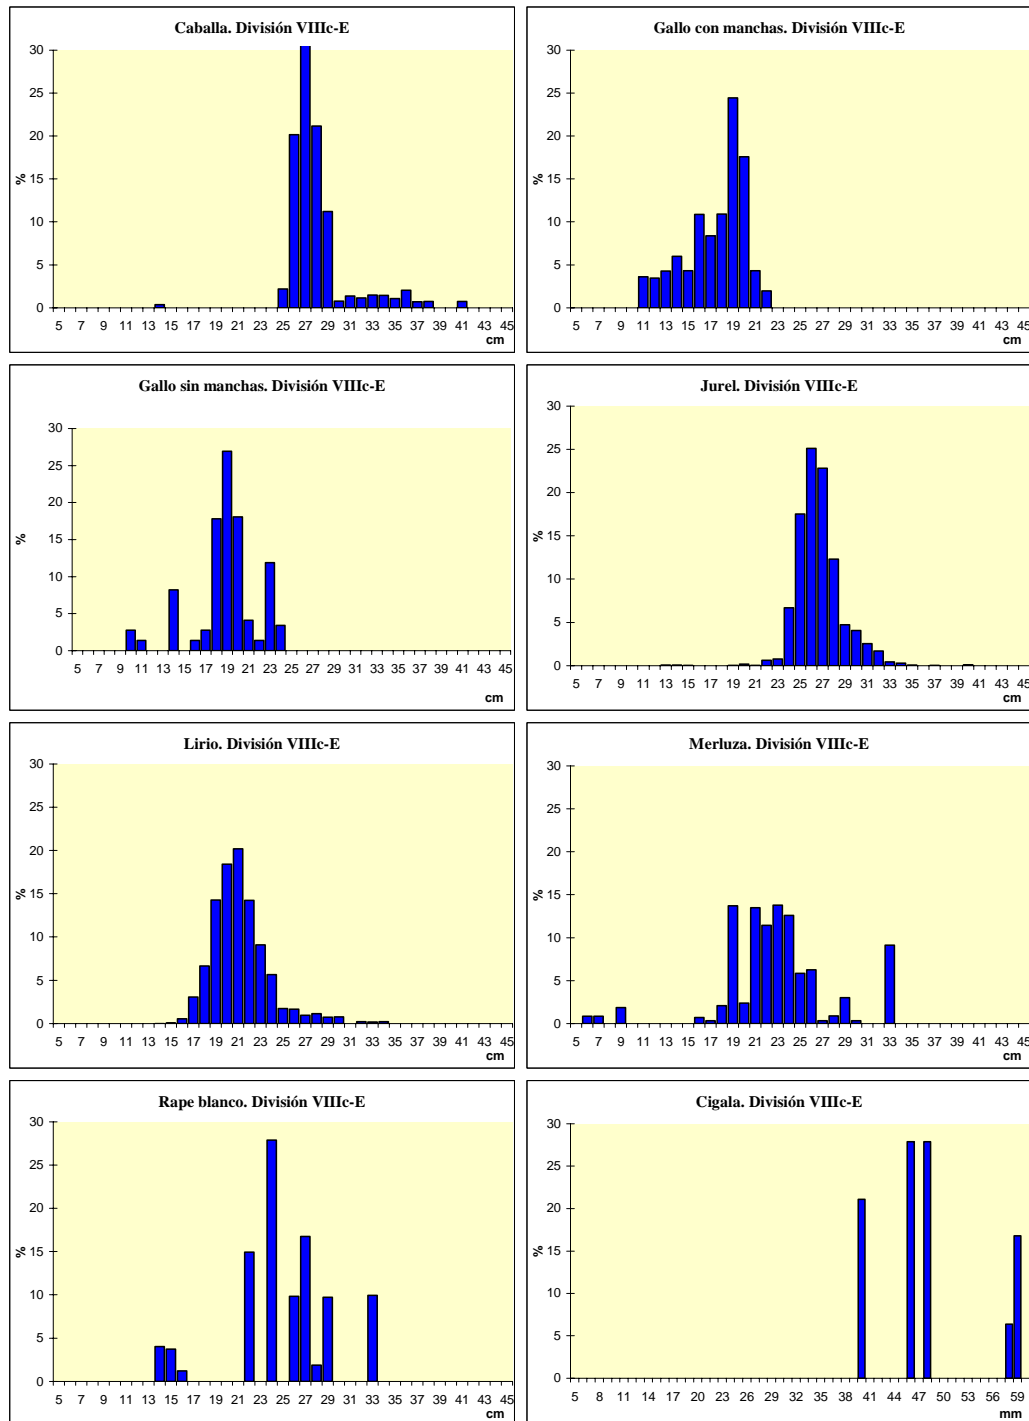 Caballa. División VIIIc-E
30
25
20
15
10
5
0
%
5 7 9 11 13 15 17 19 21 23 25 27 29 31 33 35 37 39 41 43 45
cm
Gallo con manchas. División VIIIc-E
30
25
20
15
10
5
0
%
5 7 9 11 13 15 17 19 21 23 25 27 29 31 33 35 37 39 41 43 45
cm
Gallo sin manchas. División VIIIc-E
30
25
20
15
10
5
0
%
5 7 9 11 13 15 17 19 21 23 25 27 29 31 33 35 37 39 41 43 45
cm
Jurel. División VIIIc-E
30
25
20
15
10
5
0
%
5 7 9 11 13 15 17 19 21 23 25 27 29 31 33 35 37 39 41 43 45
cm
Lirio. División VIIIc-E
30
25
20
15
10
5
0
%
5 7 9 11 13 15 17 19 21 23 25 27 29 31 33 35 37 39 41 43 45
cm
Merluza. División VIIIc-E
30
25
20
15
10
5
0
%
5 7 9 11 13 15 17 19 21 23 25 27 29 31 33 35 37 39 41 43 45
cm
Rape blanco. División VIIIc-E
30
25
20
15
10
5
0
%
5 7 9 11 13 15 17 19 21 23 25 27 29 31 33 35 37 39 41 43 45
cm
Cigala. División VIIIc-E
30
25
20
15
10
5
0
%
5 8 11 14 17 20 23 26 29 32 35 38 41 44 47 50 53 56 59
mm